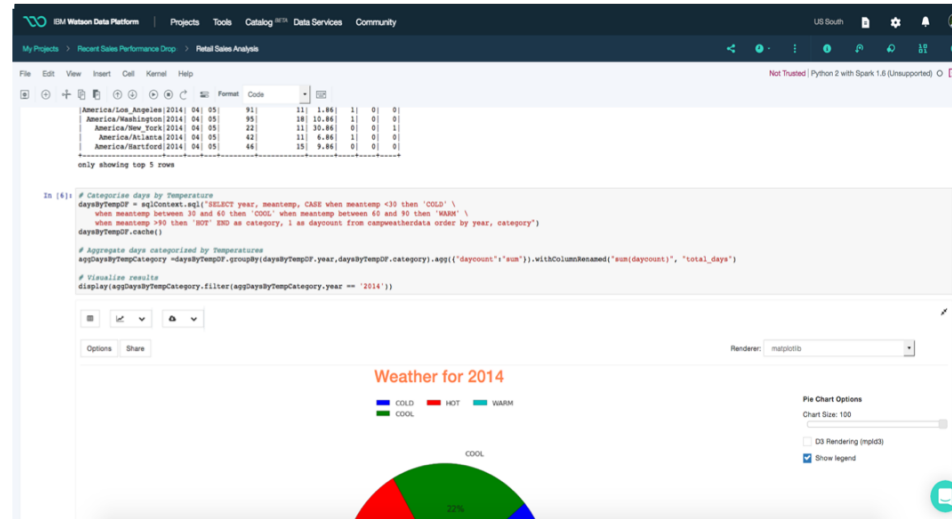 IBM Watson Data Platform | Projects Tools Catalog BETA Data Services Community US South
My Projects > Recent Sales Performance Drop > Retail Sales Analysis
File Edit View Insert Cell Kernel Help Not Trusted | Python 2 with Spark 1.6 (Unsupported)
Format Code
|America/Los_Angeles|2014| 04| 05| 91| 11| 1.86| 1| 0| 0|
| America/Washington|2014| 04| 05| 95| 18| 10.86| 1| 0| 0|
| America/New_York|2014| 04| 05| 22| 11| 30.86| 0| 0| 1|
| America/Atlanta|2014| 04| 05| 42| 11| 6.86| 1| 0| 0|
| America/Hartford|2014| 04| 05| 46| 15| 9.86| 0| 0| 0|
only showing top 5 rows
In [6]: # Categorise days by Temperature
daysByTempDF = sqlContext.sql("SELECT year, meantemp, CASE when meantemp <30 then 'COLD' \
when meantemp between 30 and 60 then 'COOL' when meantemp between 60 and 90 then 'WARM' \
when meantemp >90 then 'HOT' END as category, 1 as daycount from campweatherdata order by year, category")
daysByTempDF.cache()
# Aggregate days categorized by Temperatures
aggDaysByTempCategory =daysByTempDF.groupBy(daysByTempDF.year,daysByTempDF.category).agg({"daycount":"sum"}).withColumnRenamed("sum(daycount)", "total_days")
# Visualize results
display(aggDaysByTempCategory.filter(aggDaysByTempCategory.year == '2014'))
Options Share Renderer: matplotlib
Weather for 2014
COLD HOT WARM
COOL
Pie Chart Options
Chart Size: 100
D3 Rendering (mpld3)
Show legend
COOL
22%